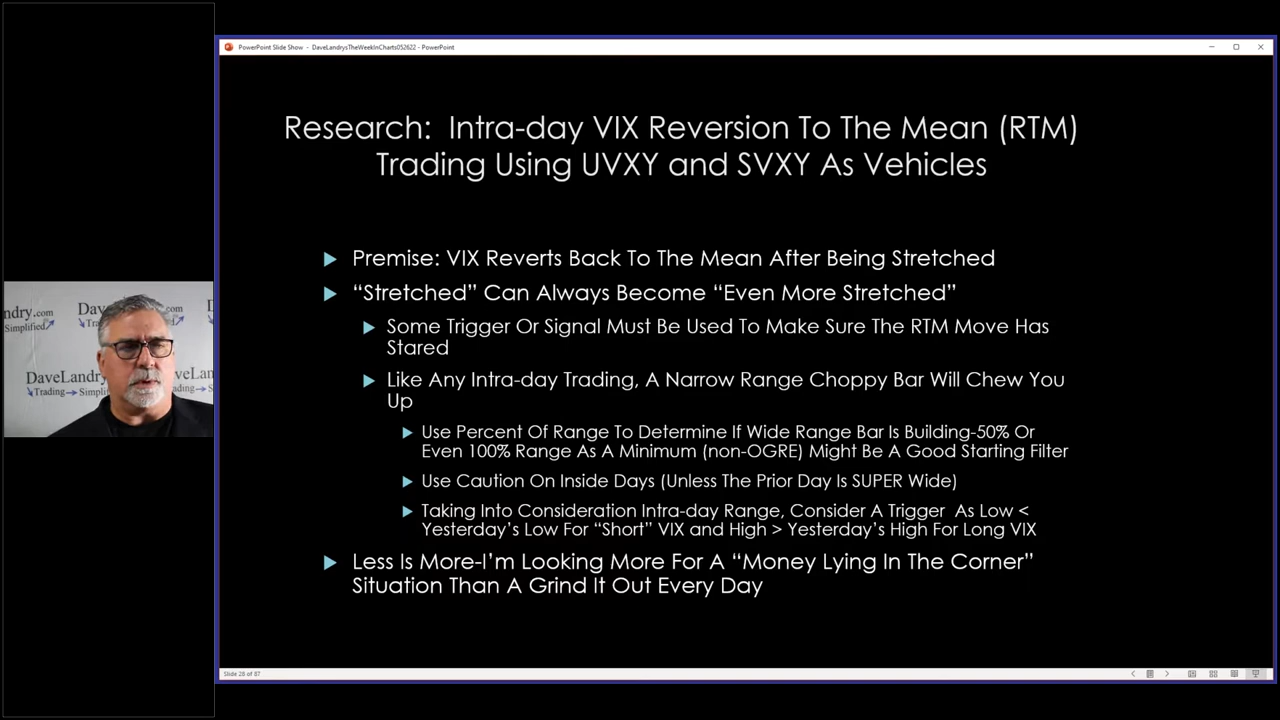 PowerPoint Slide Show - DaveLandrysTheWeekInCharts052622 - PowerPoint
Research: Intra-day VIX Reversion To The Mean (RTM)
Trading Using UVXY and SVXY As Vehicles
Premise: VIX Reverts Back To The Mean After Being Stretched
“Stretched” Can Always Become “Even More Stretched”
Some Trigger Or Signal Must Be Used To Make Sure The RTM Move Has
Stared
Like Any Intra-day Trading, A Narrow Range Choppy Bar Will Chew You
Up
Use Percent Of Range To Determine If Wide Range Bar Is Building-50% Or
Even 100% Range As A Minimum (non-OGRE) Might Be A Good Starting Filter
Use Caution On Inside Days (Unless The Prior Day Is SUPER Wide)
Taking Into Consideration Intra-day Range, Consider A Trigger As Low <
Yesterday’s Low For “Short” VIX and High > Yesterday’s High For Long VIX
Less Is More-I’m Looking More For A “Money Lying In The Corner”
Situation Than A Grind It Out Every Day
ndry.com
Simplified
DaveL
DaveLandry
Slide 28 of 87